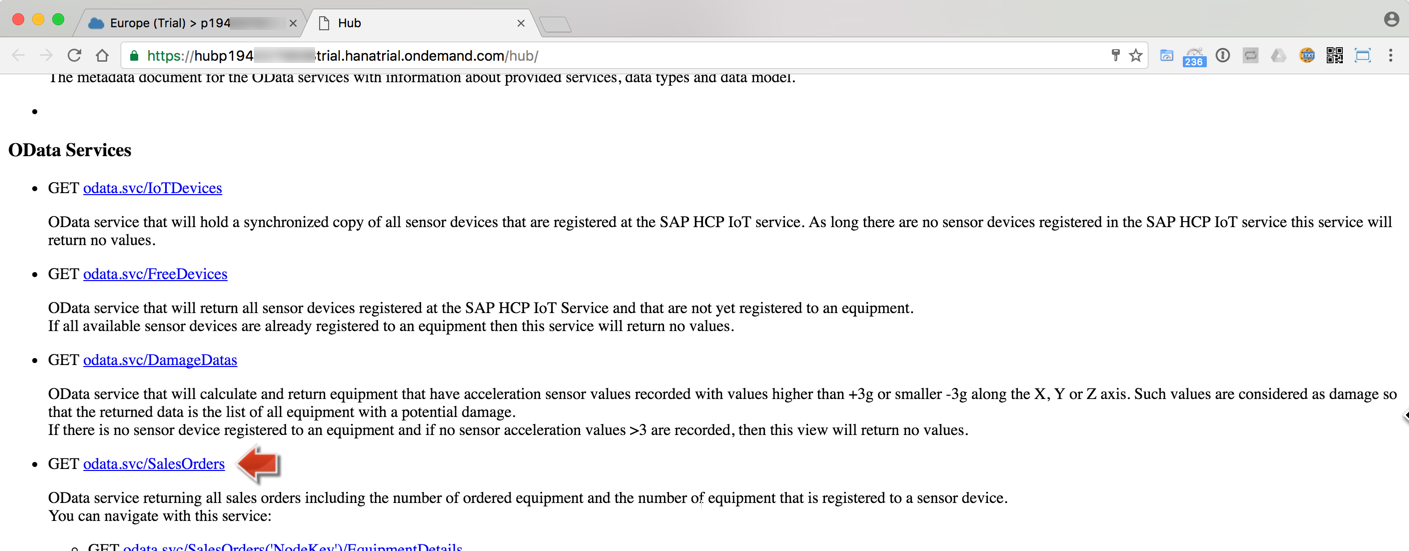 Europe (Trial) > p194
Hub
https://hubp194 trial.hanatrial.ondemand.com/hub/
236
The metadata document for the OData services with information about provided services, data types and data model.
OData Services
• GET odata.svc/IoTDevices
OData service that will hold a synchronized copy of all sensor devices that are registered at the SAP HCP IoT service. As long there are no sensor devices registered in the SAP HCP IoT service this service will
return no values.
• GET odata.svc/FreeDevices
OData service that will return all sensor devices registered at the SAP HCP IoT Service and that are not yet registered to an equipment.
If all available sensor devices are already registered to an equipment then this service will return no values.
• GET odata.svc/DamageDatas
OData service that will calculate and return equipment that have acceleration sensor values recorded with values higher than +3g or smaller -3g along the X, Y or Z axis. Such values are considered as damage so
that the returned data is the list of all equipment with a potential damage.
If there is no sensor device registered to an equipment and if no sensor acceleration values >3 are recorded, then this view will return no values.
• GET odata.svc/SalesOrders
OData service returning all sales orders including the number of ordered equipment and the number of equipment that is registered to a sensor device.
You can navigate with this service:
GET odata.svc/SalesOrders('NodeKey')/EquipmentDetails